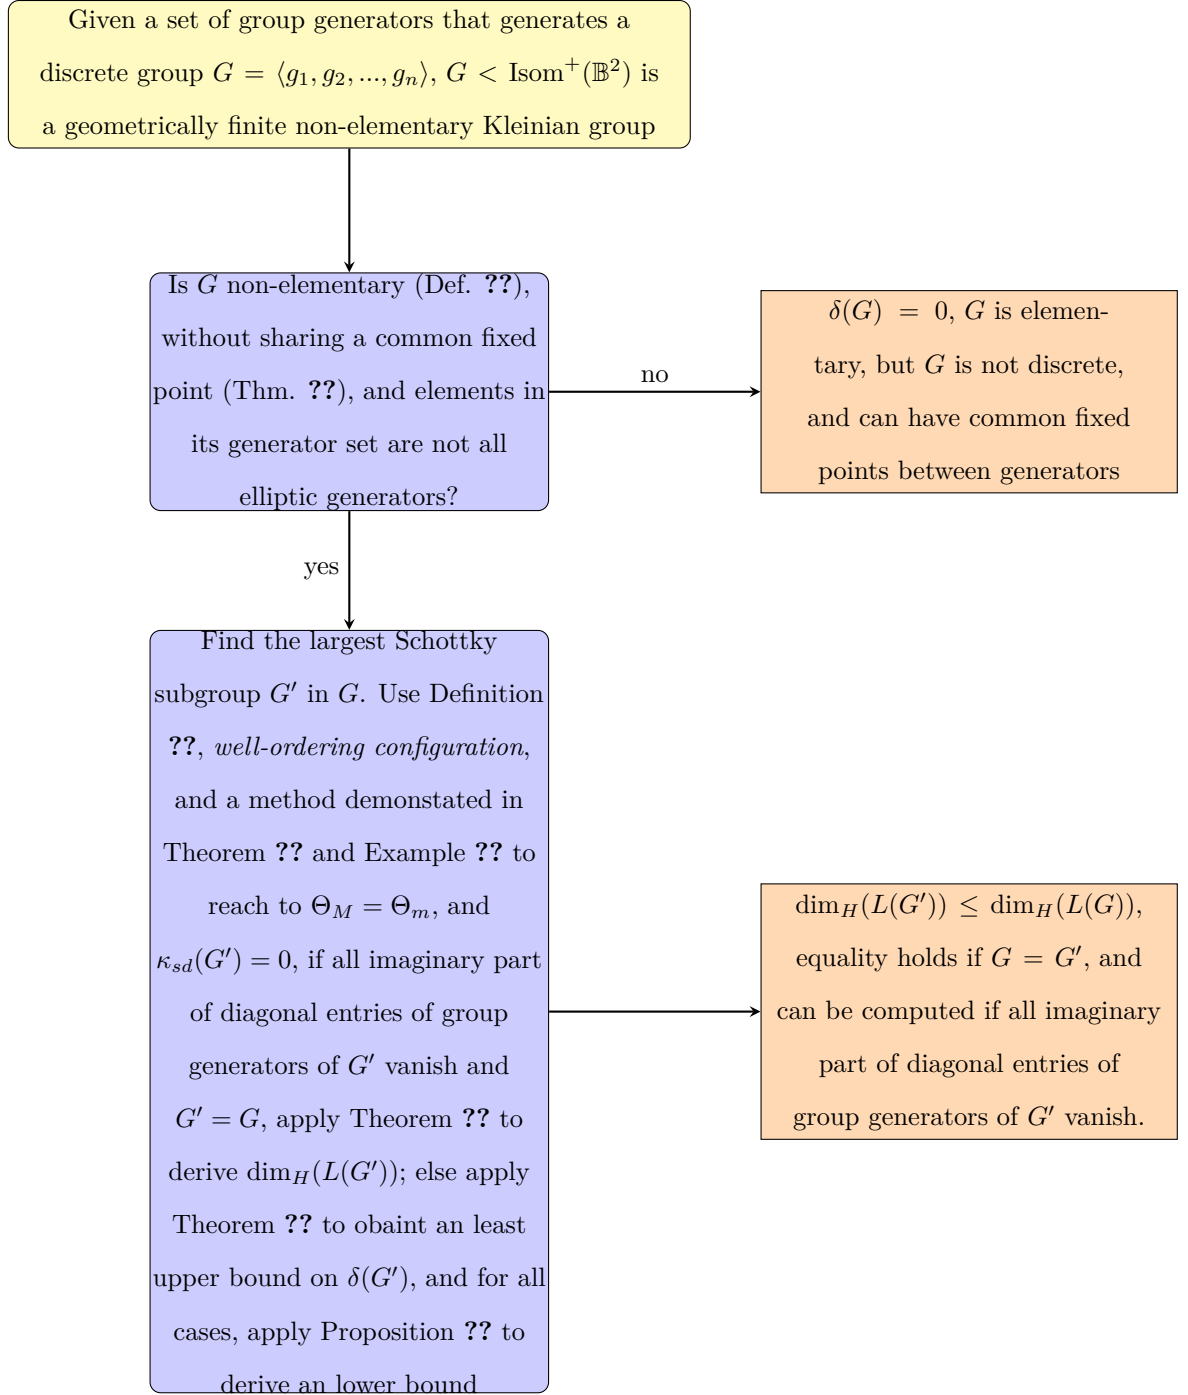 Given a set of group generators that generates a
discrete group G = ⟨g₁, g₂, ..., gₙ⟩, G < Isom⁺(𝔹²) is
a geometrically finite non-elementary Kleinian group
Is G non-elementary (Def. ??),
without sharing a common fixed
point (Thm. ??), and elements in
its generator set are not all
elliptic generators?
no
δ(G) = 0, G is elemen-
tary, but G is not discrete,
and can have common fixed
points between generators
yes
Find the largest Schottky
subgroup G′ in G. Use Definition
??, well-ordering configuration,
and a method demonstated in
Theorem ?? and Example ?? to
reach to Θ_M = Θ_m, and
κ_{sd}(G′) = 0, if all imaginary part
of diagonal entries of group
generators of G′ vanish and
G′ = G, apply Theorem ?? to
derive dim_H(L(G′)); else apply
Theorem ?? to obaint an least
upper bound on δ(G′), and for all
cases, apply Proposition ?? to
derive an lower bound
dim_H(L(G′)) ≤ dim_H(L(G)),
equality holds if G = G′, and
can be computed if all imaginary
part of diagonal entries of
group generators of G′ vanish.